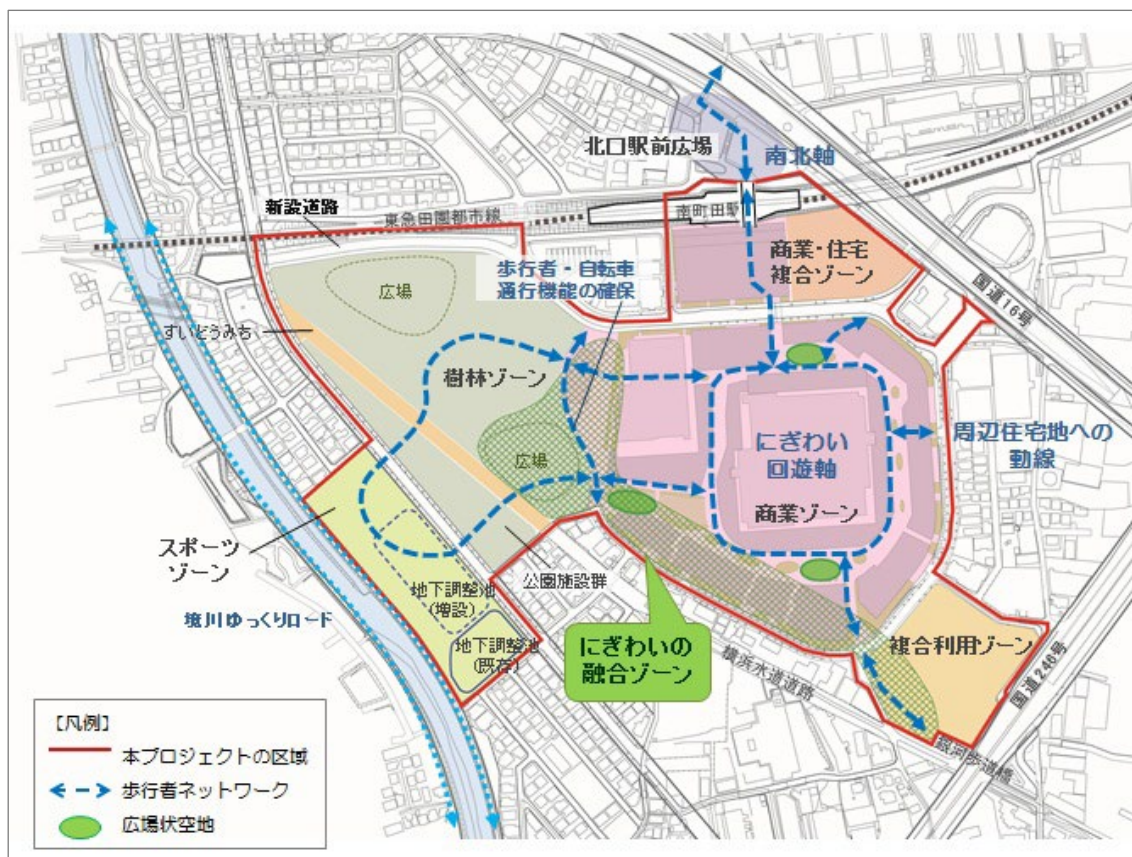 北口駅前広場
南北軸
新設道路
東急田園都市線
南町田駅
商業・住宅
複合ゾーン
国道16号
歩行者・自転車
通行機能の確保
広場
すいどうみち
樹林ゾーン
広場
にぎわい
回遊軸
商業ゾーン
周辺住宅地への
動線
スポーツ
ゾーン
公園施設群
地下調整池
(増設)
地下調整池
(既存)
境川ゆっくりロード
にぎわいの
融合ゾーン
横浜水道道路
複合利用ゾーン
国道246号
銀河歩道橋
【凡例】
本プロジェクトの区域
歩行者ネットワーク
広場状空地